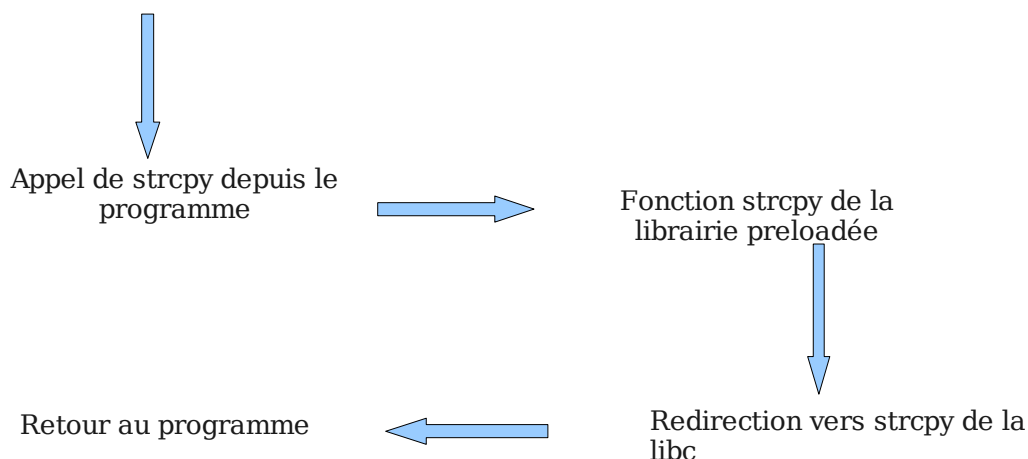 Appel de strcpy depuis le
programme
Fonction strcpy de la
librairie preloadée
Redirection vers strcpy de la
libc
Retour au programme